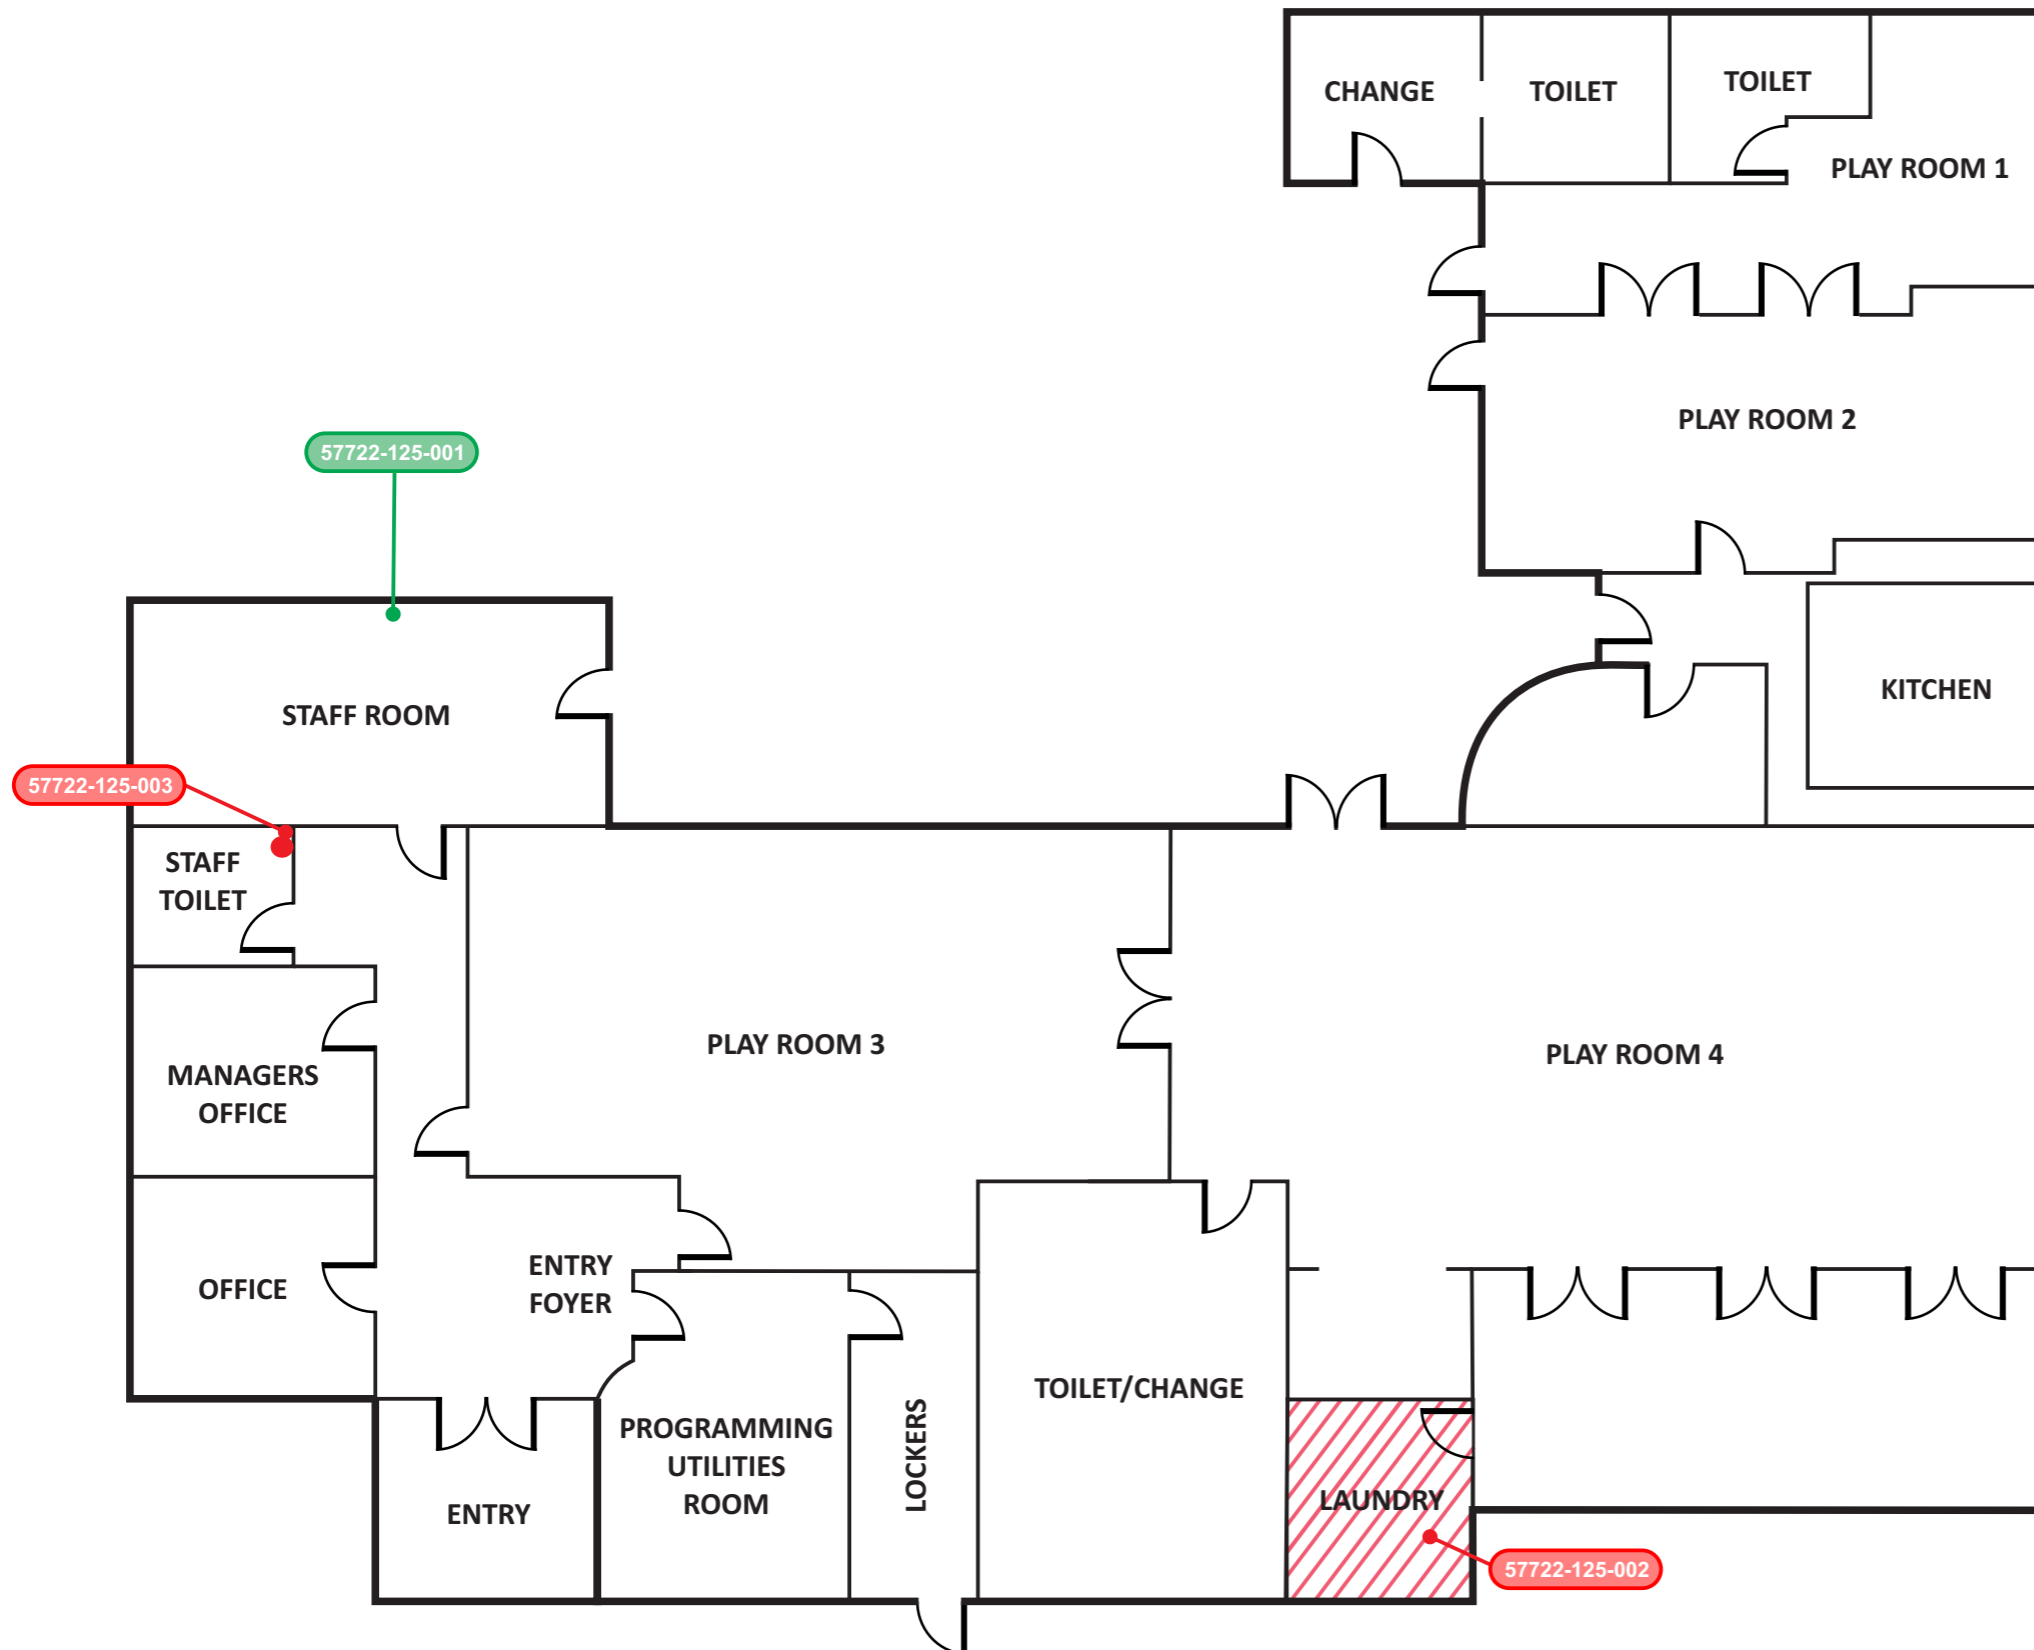 CHANGE
TOILET
TOILET
PLAY ROOM 1
PLAY ROOM 2
57722-125-001
STAFF ROOM
KITCHEN
57722-125-003
STAFF
TOILET
PLAY ROOM 3
PLAY ROOM 4
MANAGERS
OFFICE
OFFICE
ENTRY
FOYER
TOILET/CHANGE
PROGRAMMING
UTILITIES
ROOM
LOCKERS
ENTRY
LAUNDRY
57722-125-002